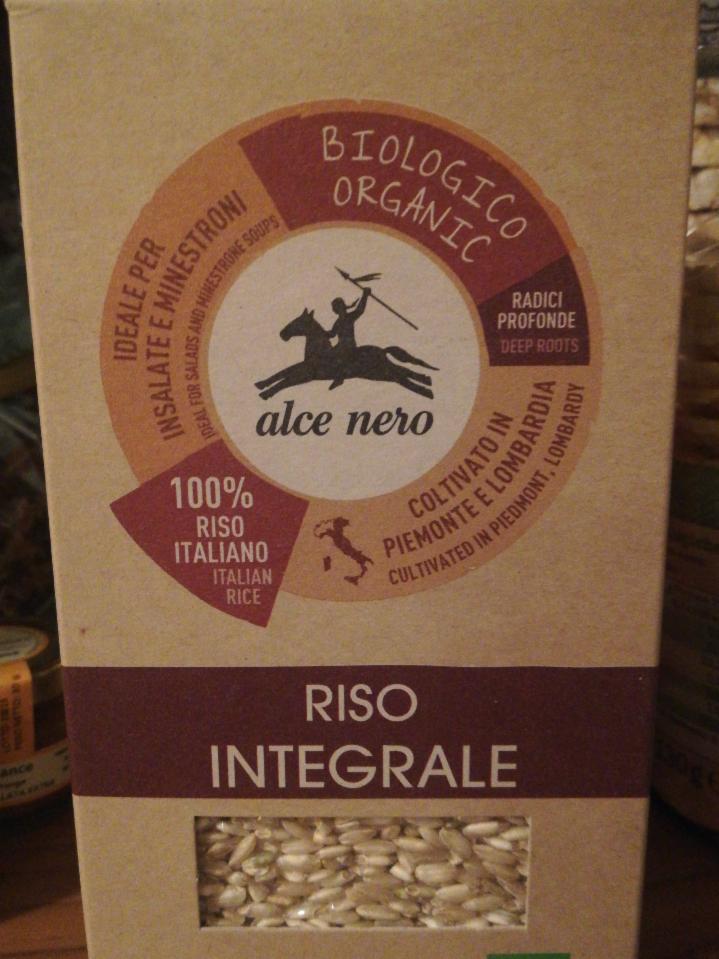 BIOLOGICO
ORGANIC
RADICI
PROFONDE
DEEP ROOTS
IDEALE PER
INSALATE E MINESTRONI
IDEAL FOR SALADS AND MINESTRONE SOUPS
alce nero
COLTIVATO IN
PIEMONTE E LOMBARDIA
CULTIVATED IN PIEDMONT, LOMBARDY
100%
RISO
ITALIANO
ITALIAN
RICE
RISO
INTEGRALE